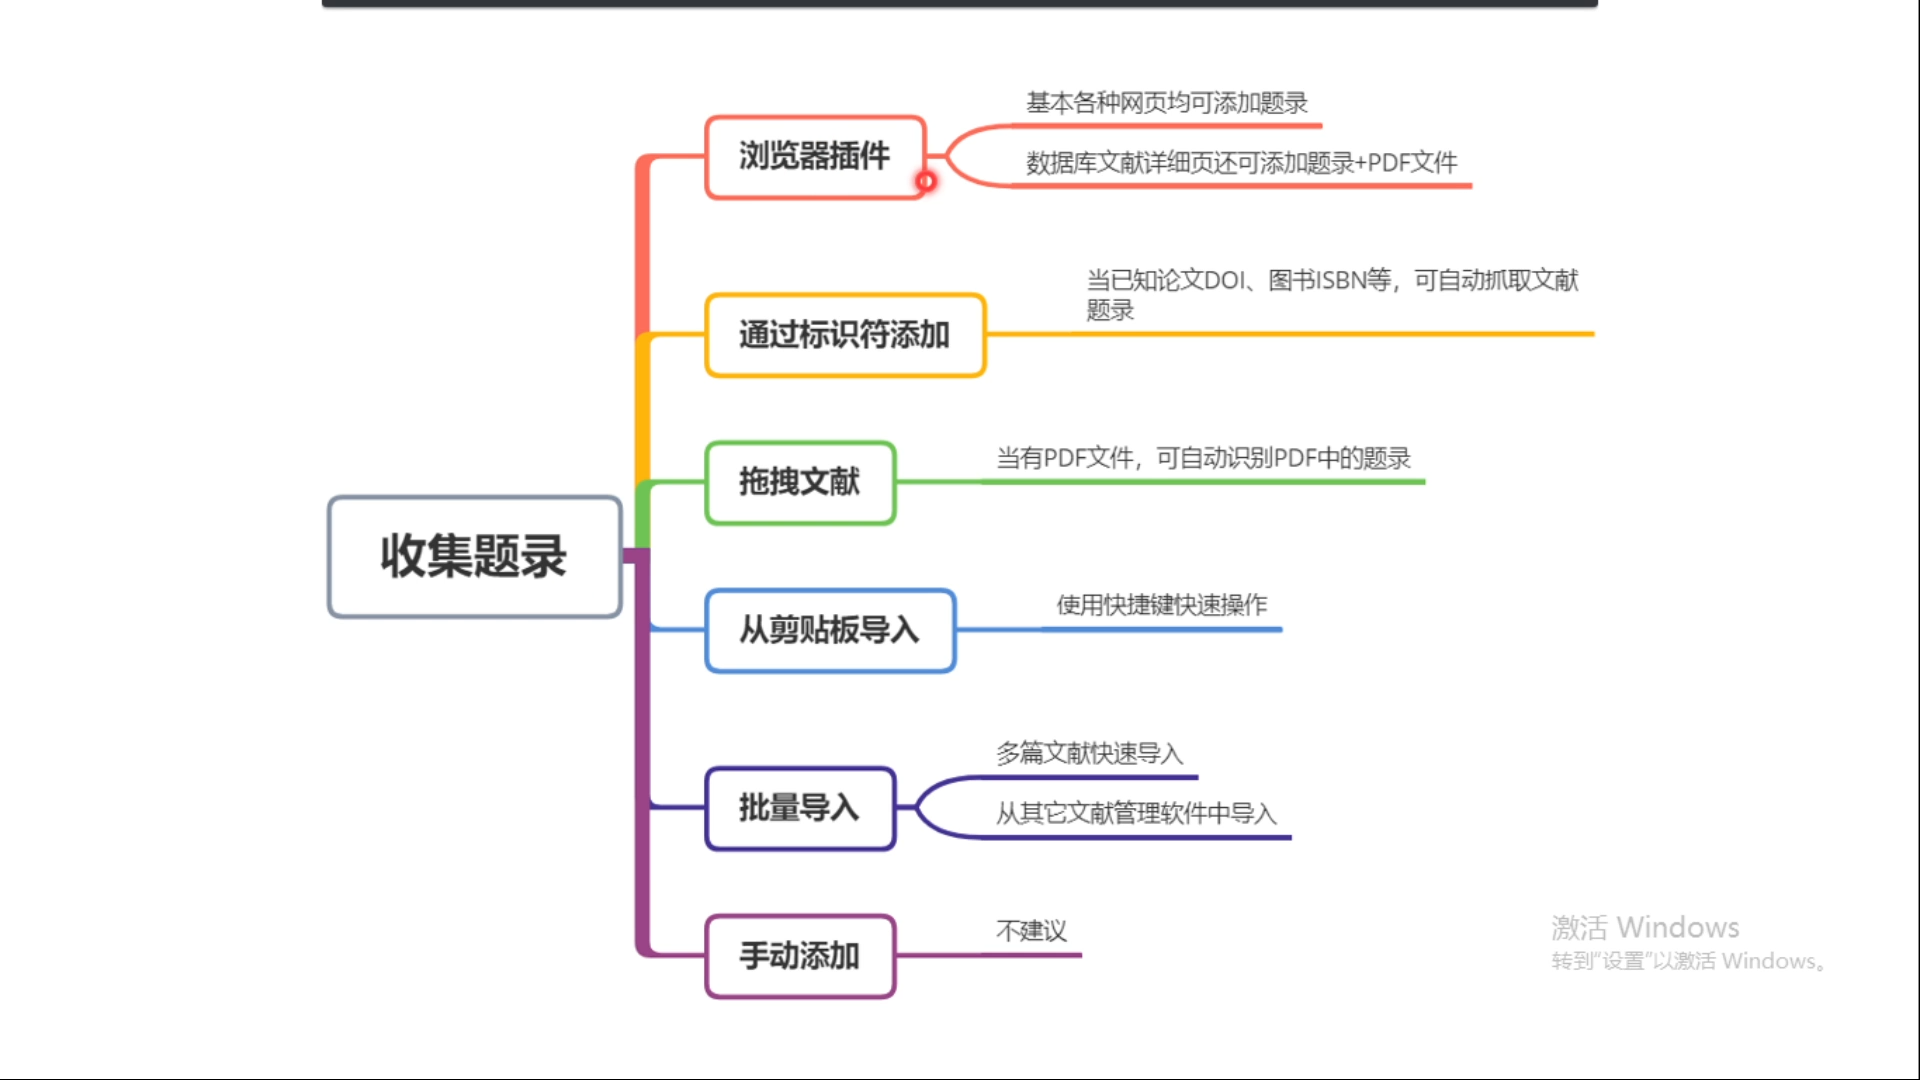 基本各种网页均可添加题录
浏览器插件
数据库文献详细页还可添加题录+PDF文件
当已知论文DOI、图书ISBN等，可自动抓取文献
题录
通过标识符添加
当有PDF文件，可自动识别PDF中的题录
拖拽文献
收集题录
使用快捷键快速操作
从剪贴板导入
多篇文献快速导入
批量导入
从其它文献管理软件中导入
不建议
手动添加
激活 Windows
转到“设置”以激活 Windows。